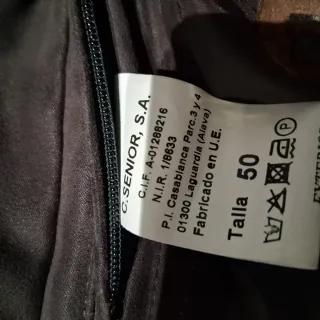 C. SENIOR, S.A.
C.I.F. A-01288216
N.I.R. 1/8633
P.I. Casablanca Parc. 3 y 4
01300 Laguardia (Alava)
Fabricado en U.E.
Talla 50
P